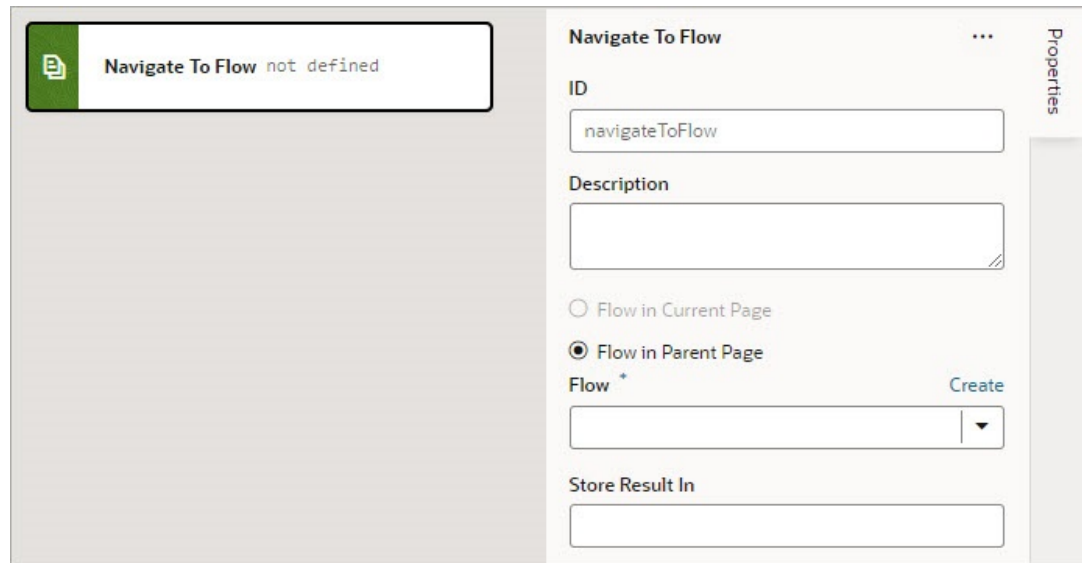 Navigate To Flow not defined
Navigate To Flow ...
Properties
ID
navigateToFlow
Description
Flow in Current Page
Flow in Parent Page
Flow * Create
Store Result In